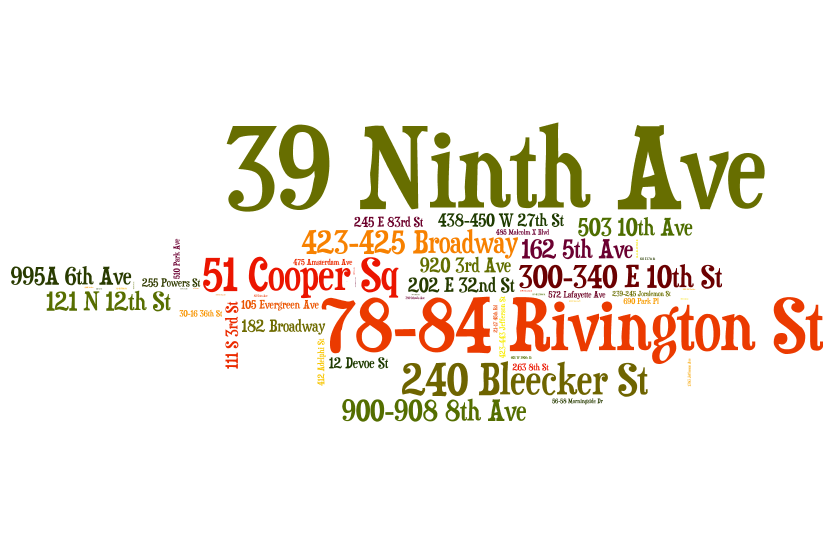 39 Ninth Ave
245 E 83rd St
438-450 W 27th St
503 10th Ave
485 Malcolm X Blvd
423-425 Broadway
162 5th Ave
510 Park Ave
475 Amsterdam Ave
920 3rd Ave
995A 6th Ave
255 Powers St
51 Cooper Sq
202 E 32nd St
300-340 E 10th St
121 N 12th St
572 Lafayette Ave
239-245 Joralemon St
690 Park Pl
30-16 36th St
111 S 3rd St
105 Evergreen Ave
182 Broadway
78-84 Rivington St
412 Adelphi St
12 Devoe St
263 8th St
240 Bleecker St
56-58 Morningside Dr
900-908 8th Ave